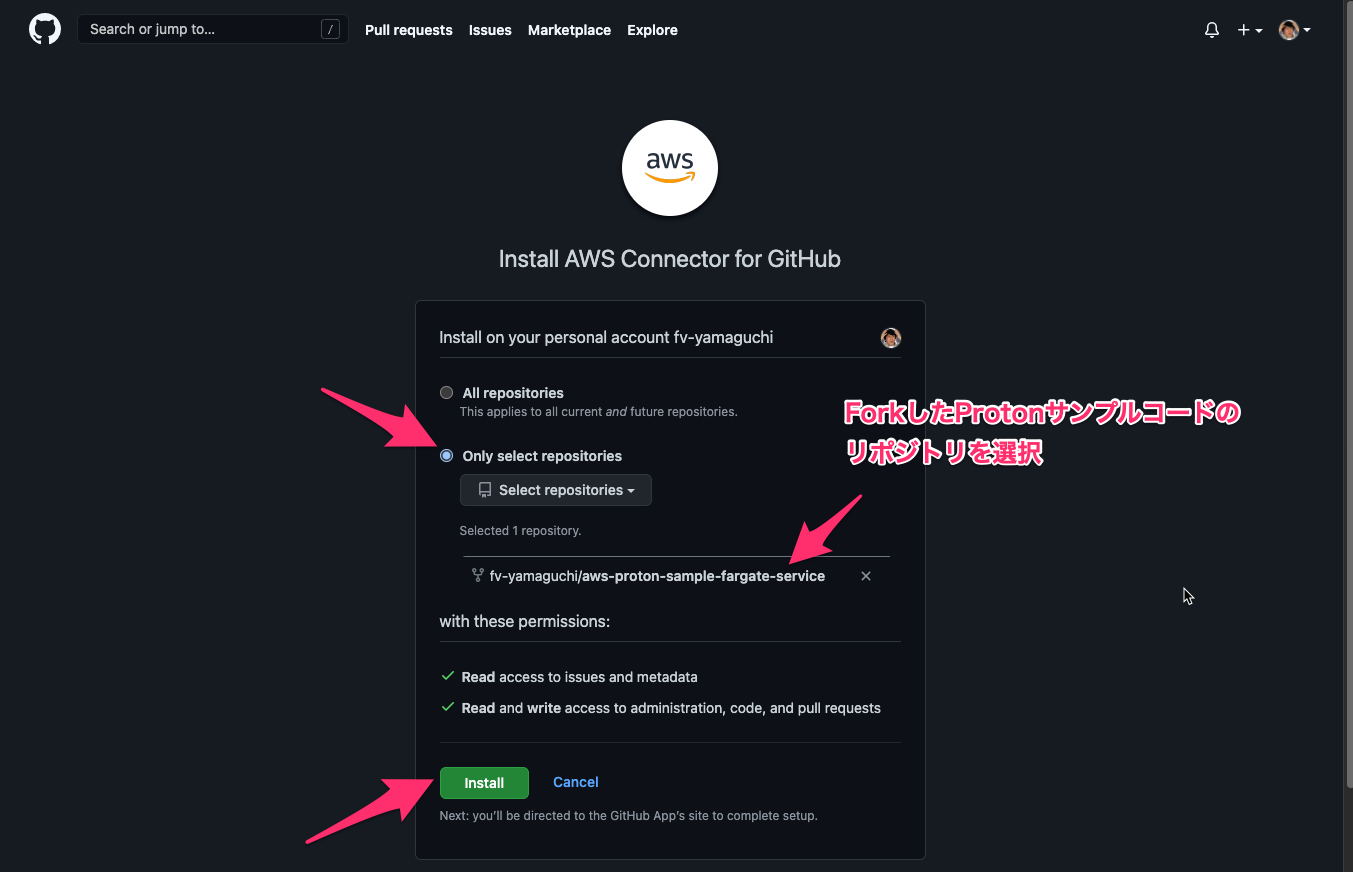 Search or jump to... /
Pull requests
Issues
Marketplace
Explore
aws
Install AWS Connector for GitHub
Install on your personal account fv-yamaguchi
All repositories
This applies to all current and future repositories.
ForkしたProtonサンプルコードの
リポジトリを選択
Only select repositories
Select repositories
Selected 1 repository.
fv-yamaguchi/aws-proton-sample-fargate-service
with these permissions:
Read access to issues and metadata
Read and write access to administration, code, and pull requests
Install
Cancel
Next: you'll be directed to the GitHub App's site to complete setup.